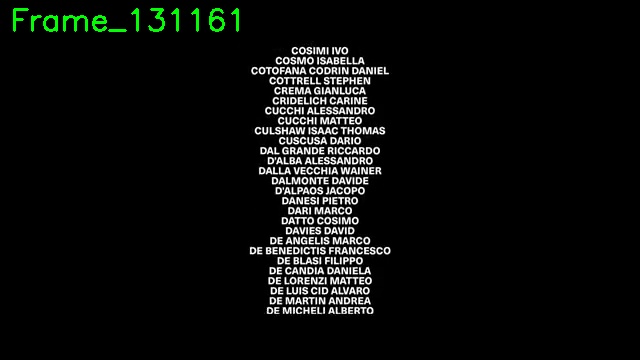 Frame_131161
COSIMI IVO
COSMO ISABELLA
COTOFANA CODRIN DANIEL
COTTRELL STEPHEN
CREMA GIANLUCA
CRIDELICH CARINE
CUCCHI ALESSANDRO
CUCCHI MATTEO
CULSHAW ISAAC THOMAS
CUSCUSA DARIO
DAL GRANDE RICCARDO
D'ALBA ALESSANDRO
DALLA VECCHIA WAINER
DALMONTE DAVIDE
D'ALPAOS JACOPO
DANESI PIETRO
DARI MARCO
DATTO COSIMO
DAVIES DAVID
DE ANGELIS MARCO
DE BENEDICTIS FRANCESCO
DE BLASI FILIPPO
DE CANDIA DANIELA
DE LORENZI MATTEO
DE LUIS CID ALVARO
DE MARTIN ANDREA
DE MICHELI ALBERTO